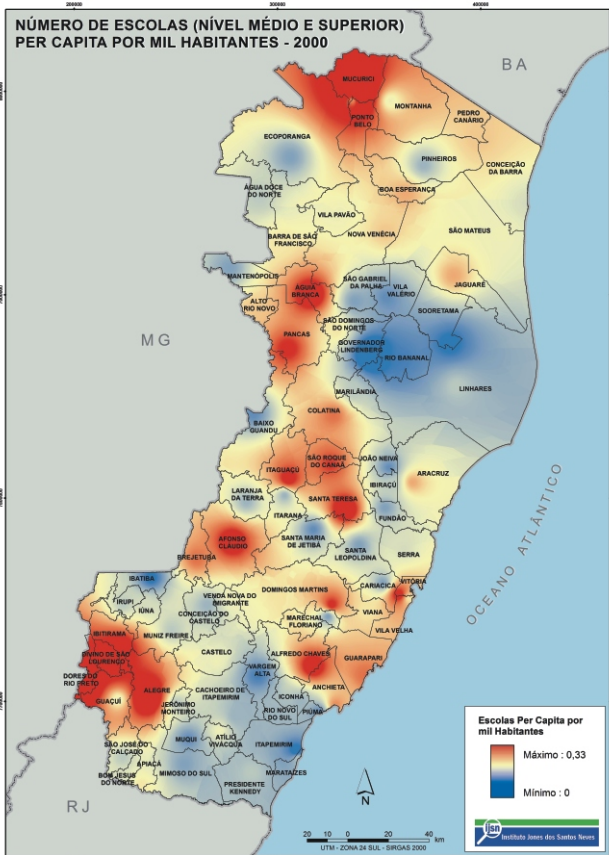 200000
300000
400000
NÚMERO DE ESCOLAS (NÍVEL MÉDIO E SUPERIOR)
PER CAPITA POR MIL HABITANTES - 2000
BA
MUCURICI
MONTANHA
PONTO
BELO
PEDRO
CANÁRIO
ECOPORANGA
PINHEIROS
CONCEIÇÃO
DA BARRA
ÁGUA DOCE
DO NORTE
BOA ESPERANÇA
VILA PAVÃO
BARRA DE SÃO
FRANCISCO
NOVA VENÉCIA
SÃO MATEUS
MANTENÓPOLIS
ÁGUIA
BRANCA
SÃO GABRIEL
DA PALHA
VILA
VALÉRIO
JAGUARÉ
ALTO
RIO NOVO
SOORETAMA
MG
PANCAS
SÃO DOMINGOS
DO NORTE
GOVERNADOR
LINDENBERG
RIO BANANAL
MARILÂNDIA
LINHARES
BAIXO
GUANDU
COLATINA
SÃO ROQUE
DO CANAÃ
JOÃO NEIVA
ITAGUAÇÚ
ARACRUZ
IBIRAÇU
LARANJA
DA TERRA
SANTA TERESA
ITARANA
FUNDÃO
AFONSO
CLÁUDIO
SANTA MARIA
DE JETIBÁ
SANTA
LEOPOLDINA
SERRA
BREJETUBA
OCEANO ATLÂNTICO
IBATIBA
CARIACICA
VITÓRIA
DOMINGOS MARTINS
IRUPI
IÚNA
VENDA NOVA DO
IMIGRANTE
VIANA
CONCEIÇÃO DO
CASTELO
MARECHAL
FLORIANO
VILA VELHA
IBITIRAMA
MUNIZ FREIRE
CASTELO
ALFREDO CHAVES
GUARAPARI
DIVINO DE SÃO
LOURENÇO
DORES DO
RIO PRETO
VARGEM
ALTA
ALEGRE
CACHOEIRO DE
ITAPEMIRIM
ANCHIETA
GUAÇUÍ
ICONHA
JERÔNIMO
MONTEIRO
RIO NOVO
DO SUL
PIÚMA
SÃO JOSÉ DO
CALÇADO
MUQUI
ATÍLIO
VIVÁCQUA
ITAPEMIRIM
APIACÁ
BOM JESUS
DO NORTE
MIMOSO DO SUL
MARATAÍZES
PRESIDENTE
KENNEDY
RJ
N
20 10 0 20 40
km
UTM - ZONA 24 SUL - SIRGAS 2000
Escolas Per Capita por
mil Habitantes
Máximo : 0,33
Mínimo : 0
ijsn
Instituto Jones dos Santos Neves